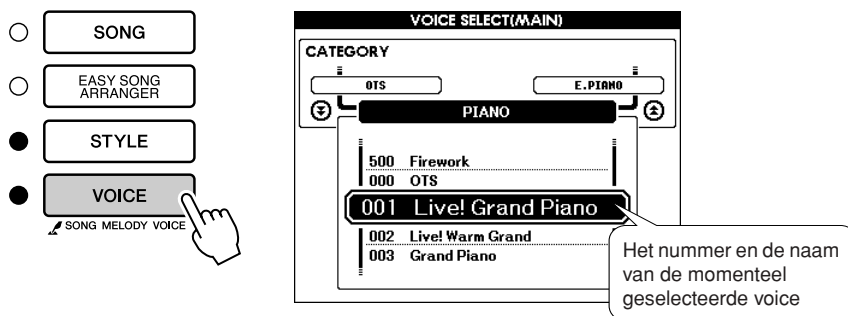 SONG
EASY SONG
ARRANGER
STYLE
VOICE
SONG MELODY VOICE
VOICE SELECT(MAIN)
CATEGORY
OTS
E.PIANO
PIANO
500 Firework
000 OTS
001 Live! Grand Piano
002 Live! Warm Grand
003 Grand Piano
Het nummer en de naam
van de momenteel
geselecteerde voice